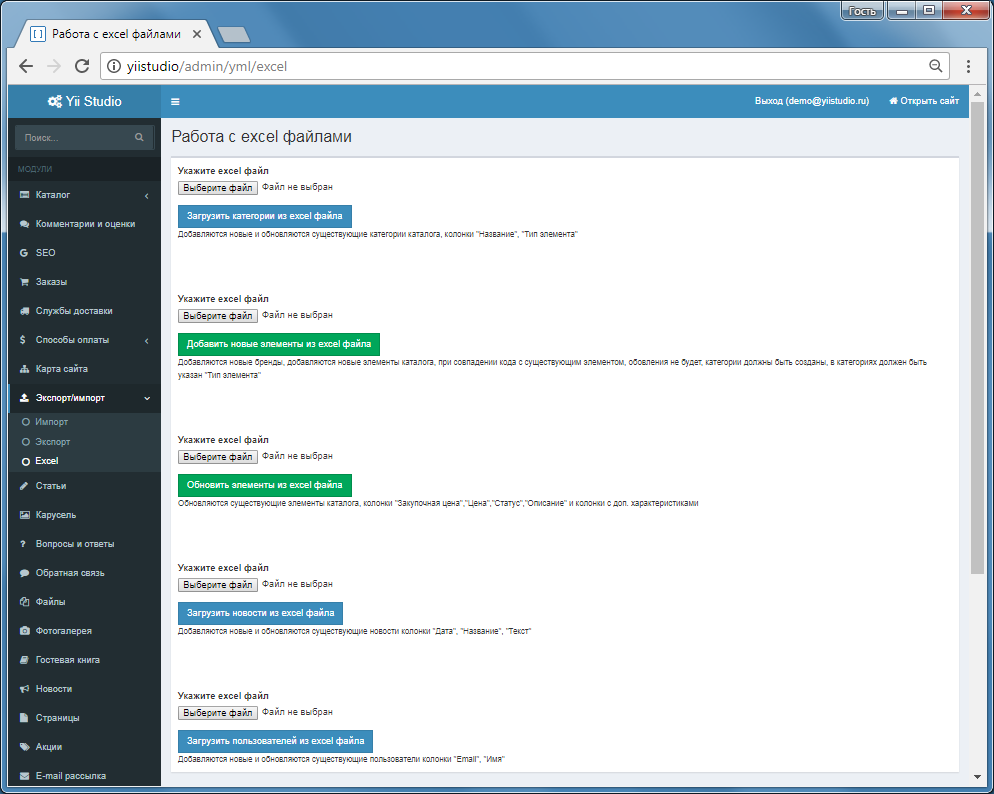 Гость
Работа с excel файлами
yiistudio/admin/yml/excel
Yii Studio
Выход (demo@yiistudio.ru)
Открыть сайт
Поиск...
МОДУЛИ
Каталог
Комментарии и оценки
SEO
Заказы
Службы доставки
Способы оплаты
Карта сайта
Экспорт/импорт
Импорт
Экспорт
Excel
Статьи
Карусель
Вопросы и ответы
Обратная связь
Файлы
Фотогалерея
Гостевая книга
Новости
Страницы
Акции
E-mail рассылка
Работа с excel файлами
Укажите excel файл
Выберите файл Файл не выбран
Загрузить категории из excel файла
Добавляются новые и обновляются существующие категории каталога, колонки "Название", "Тип элемента"
Укажите excel файл
Выберите файл Файл не выбран
Добавить новые элементы из excel файла
Добавляются новые бренды, добавляются новые элементы каталога, при совпадении кода с существующим элементом, обовления не будет, категории должны быть созданы, в категориях должен быть
указан "Тип элемента"
Укажите excel файл
Выберите файл Файл не выбран
Обновить элементы из excel файла
Обновляются существующие элементы каталога, колонки "Закупочная цена","Цена","Статус","Описание" и колонки с доп. характеристиками
Укажите excel файл
Выберите файл Файл не выбран
Загрузить новости из excel файла
Добавляются новые и обновляются существующие новости колонки "Дата", "Название", "Текст"
Укажите excel файл
Выберите файл Файл не выбран
Загрузить пользователей из excel файла
Добавляются новые и обновляются существующие пользователи колонки "Email", "Имя"